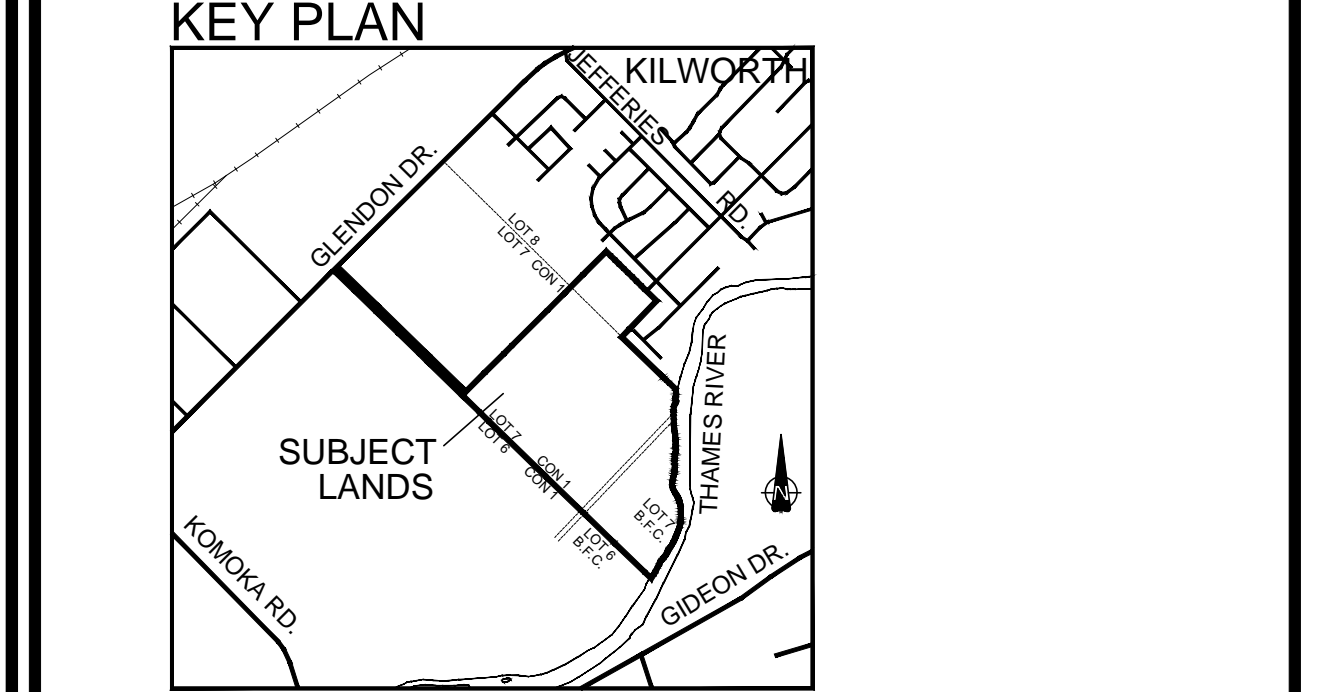 KEY PLAN
KILWORTH
JEFFERIES
RD.
GLENDON DR.
LOT 8
LOT 7 CON 1
THAMES RIVER
SUBJECT
LANDS
LOT 7
LOT 6
CON 1
CON 1
LOT 7
B.F.C.
LOT 6
B.F.C.
N
KOMOKA RD.
GIDEON DR.